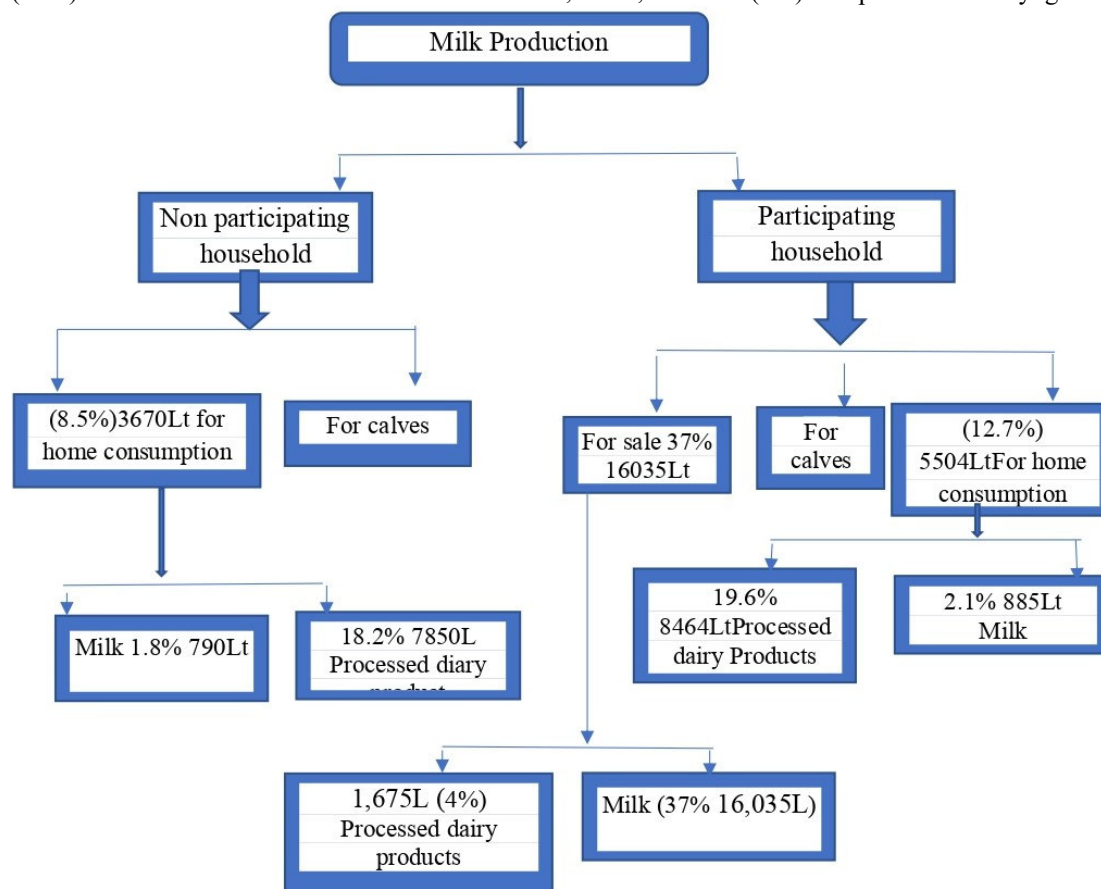 Milk Production
Non participating
household
Participating
household
(8.5%)3670Lt for
home consumption
For calves
For sale 37%
16035Lt
For
calves
(12.7%)
5504LtFor home
consumption
Milk 1.8% 790Lt
18.2% 7850L
Processed diary
19.6%
8464LtProcessed
dairy Products
2.1% 885Lt
Milk
1,675L (4%)
Processed dairy
products
Milk (37% 16,035L)